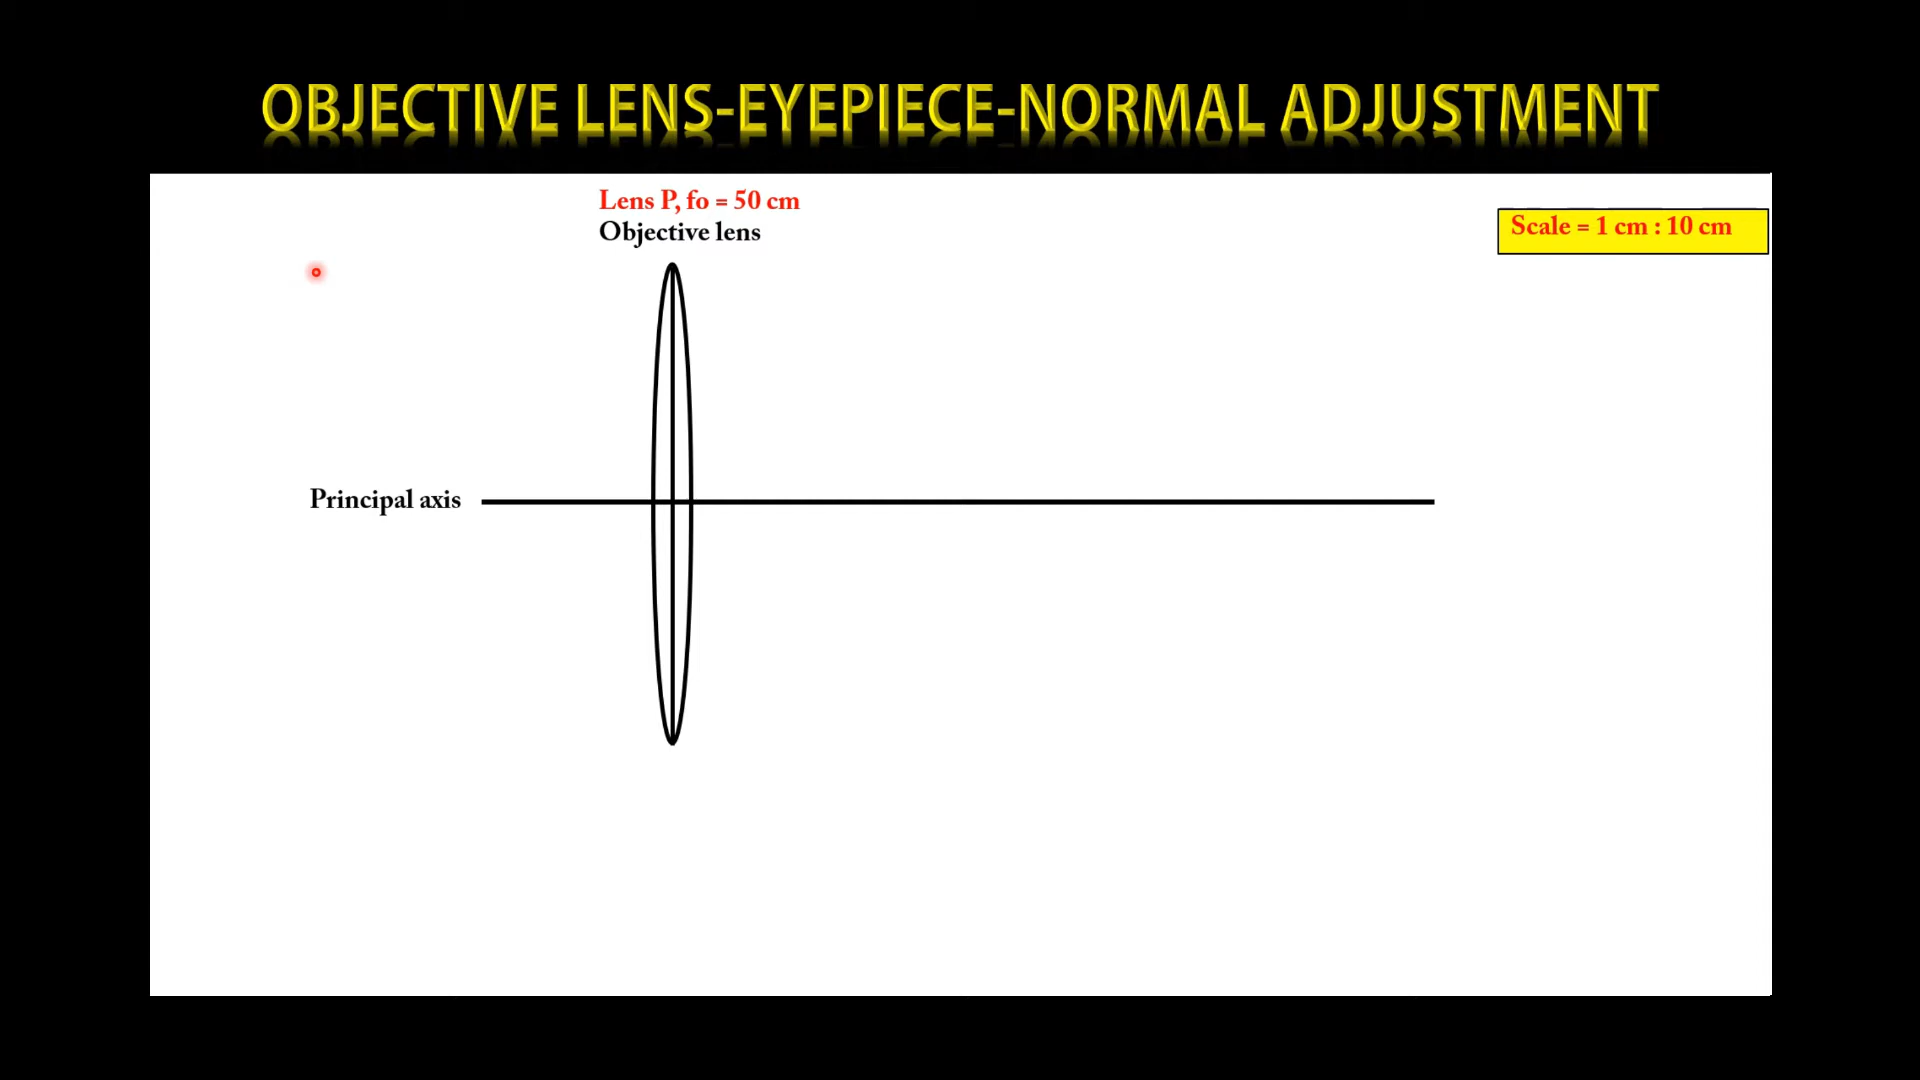 OBJECTIVE LENS-EYEPIECE-NORMAL ADJUSTMENT
Lens P, fo = 50 cm
Objective lens
Scale = 1 cm : 10 cm
Principal axis